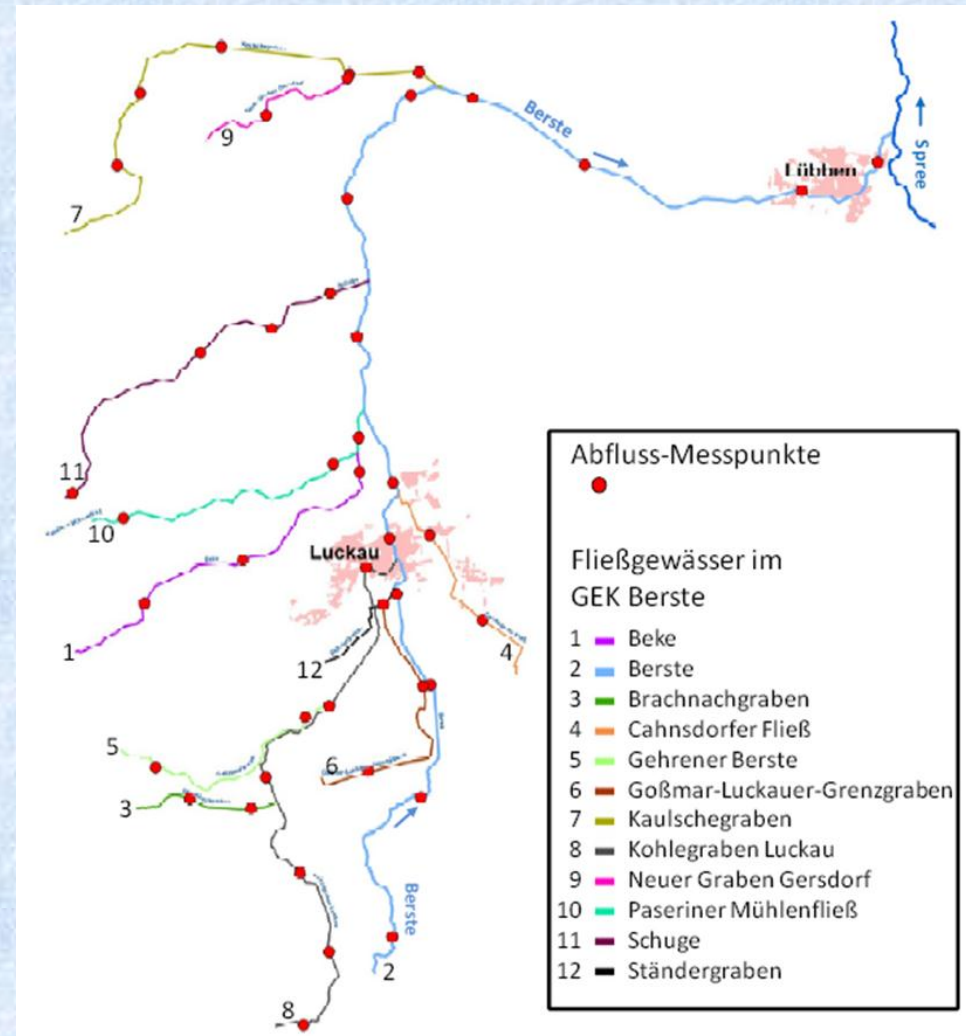 Berste
Spree
Lübben
7
9
11
10
Luckau
1
12
4
5
6
3
Berste
2
8
Abfluss-Messpunkte
Fließgewässer im
GEK Berste
1 Beke
2 Berste
3 Brachnachgraben
4 Cahnsdorfer Fließ
5 Gehrener Berste
6 Goßmar-Luckauer-Grenzgraben
7 Kaulschegraben
8 Kohlegraben Luckau
9 Neuer Graben Gersdorf
10 Paseriner Mühlenfließ
11 Schuge
12 Ständergraben